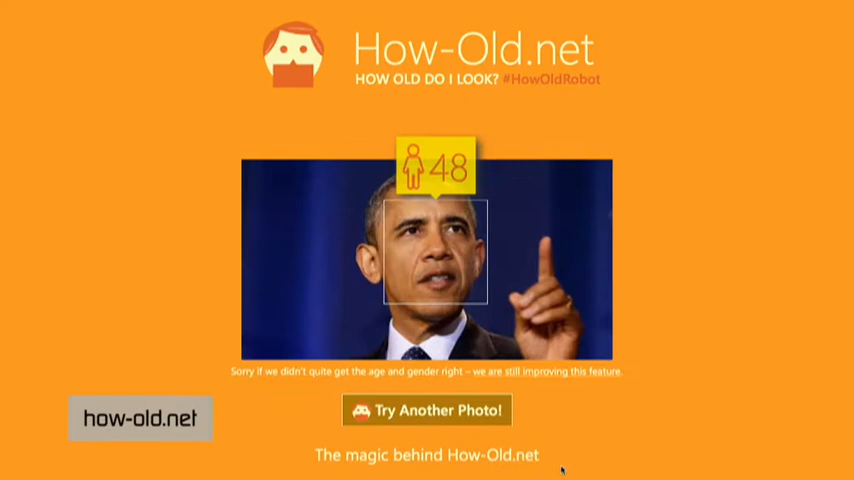 How-Old.net
HOW OLD DO I LOOK? #HowOldRobot
48
Sorry if we didn't quite get the age and gender right – we are still improving this feature.
how-old.net
Try Another Photo!
The magic behind How-Old.net